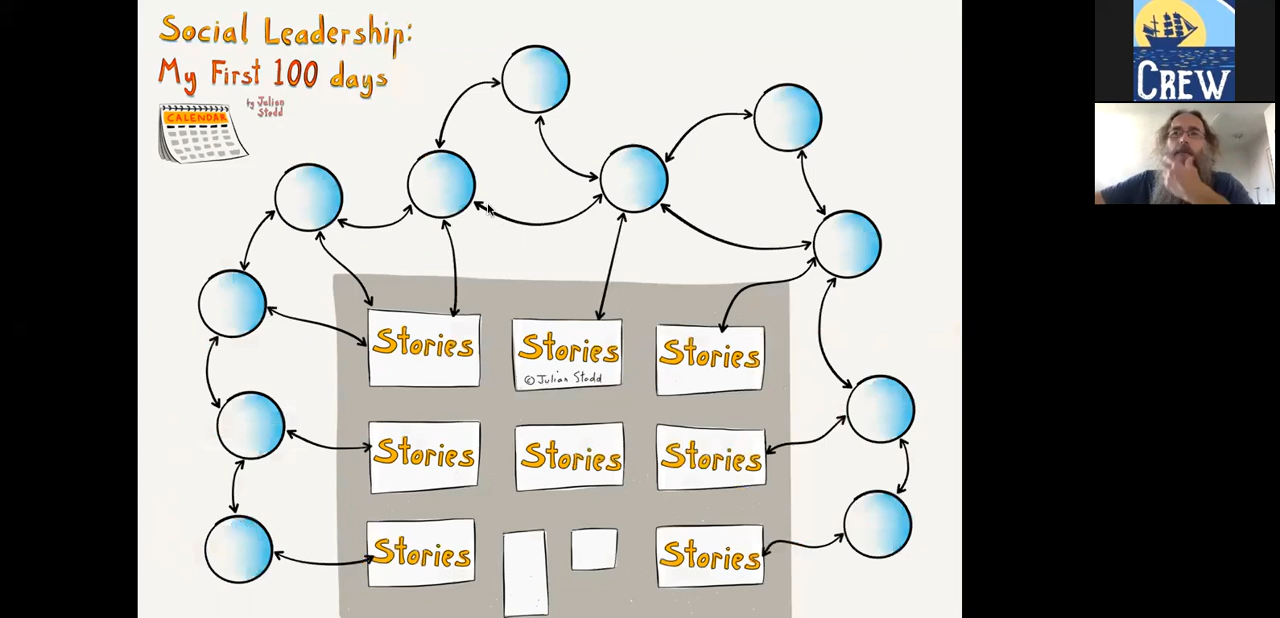 Social Leadership:
My First 100 days
by Julian
Stodd
CALENDAR
CREW
Stories
Stories
Stories
© Julian Stodd
Stories
Stories
Stories
Stories
Stories